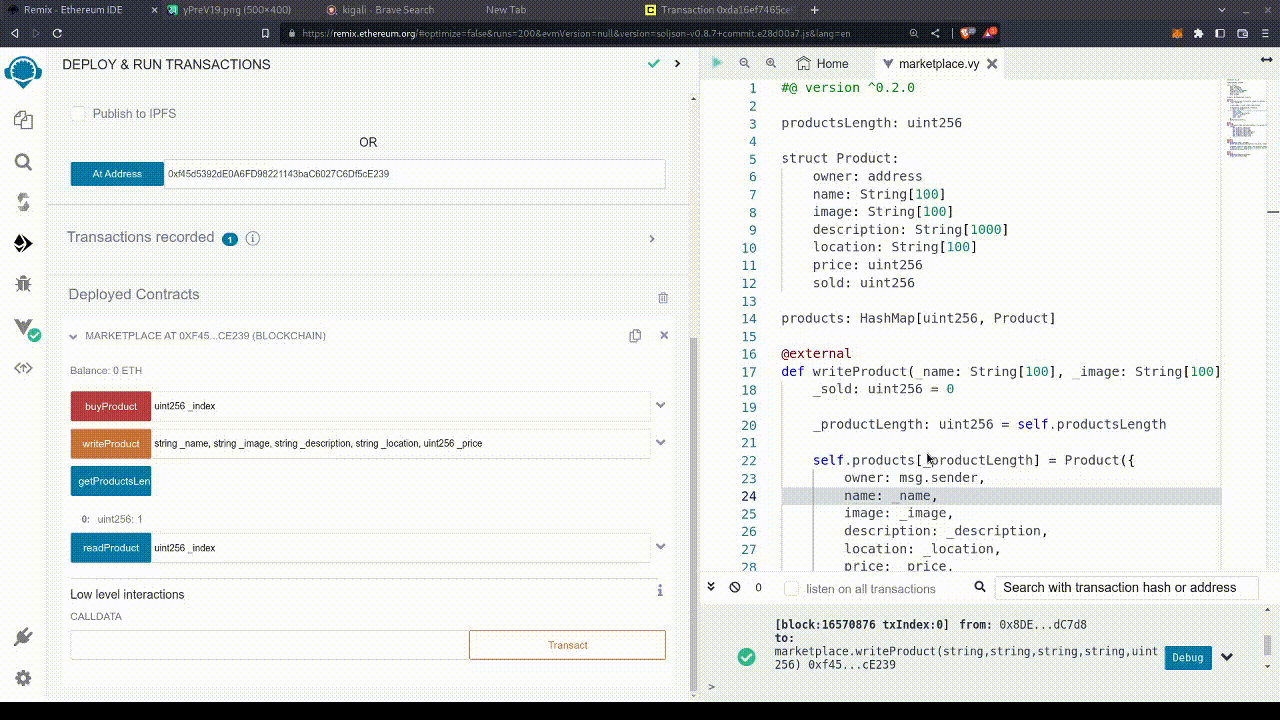 Remix - Ethereum IDE
yPreV19.png (500×400)
kigali - Brave Search
New Tab
Transaction 0xda16ef7465ce
https://remix.ethereum.org/#optimize=false&runs=200&evmVersion=null&version=soljson-v0.8.7+commit.e28d00a7.js&lang=en
DEPLOY & RUN TRANSACTIONS
Publish to IPFS
OR
At Address
0xf45d5392dE0A6FD98221143baC6027C6Df5cE239
Transactions recorded 1
Deployed Contracts
MARKETPLACE AT 0XF45...CE239 (BLOCKCHAIN)
Balance: 0 ETH
buyProduct uint256 _index
writeProduct string _name, string _image, string _description, string _location, uint256 _price
getProductsLen
0: uint256: 1
readProduct uint256 _index
Low level interactions
CALLDATA
Transact
Home
marketplace.vy
1 #@ version ^0.2.0
2
3 productsLength: uint256
4
5 struct Product:
6 owner: address
7 name: String[100]
8 image: String[100]
9 description: String[1000]
10 location: String[100]
11 price: uint256
12 sold: uint256
13
14 products: HashMap[uint256, Product]
15
16 @external
17 def writeProduct(_name: String[100], _image: String[100]
18 _sold: uint256 = 0
19
20 _productLength: uint256 = self.productsLength
21
22 self.products[_productLength] = Product({
23 owner: msg.sender,
24 name: _name,
25 image: _image,
26 description: _description,
27 location: _location,
28 price: _price,
0
listen on all transactions
Search with transaction hash or address
[block:16570876 txIndex:0] from: 0x8DE...dC7d8
to:
marketplace.writeProduct(string,string,string,string,uint
256) 0xf45...cE239
Debug
>